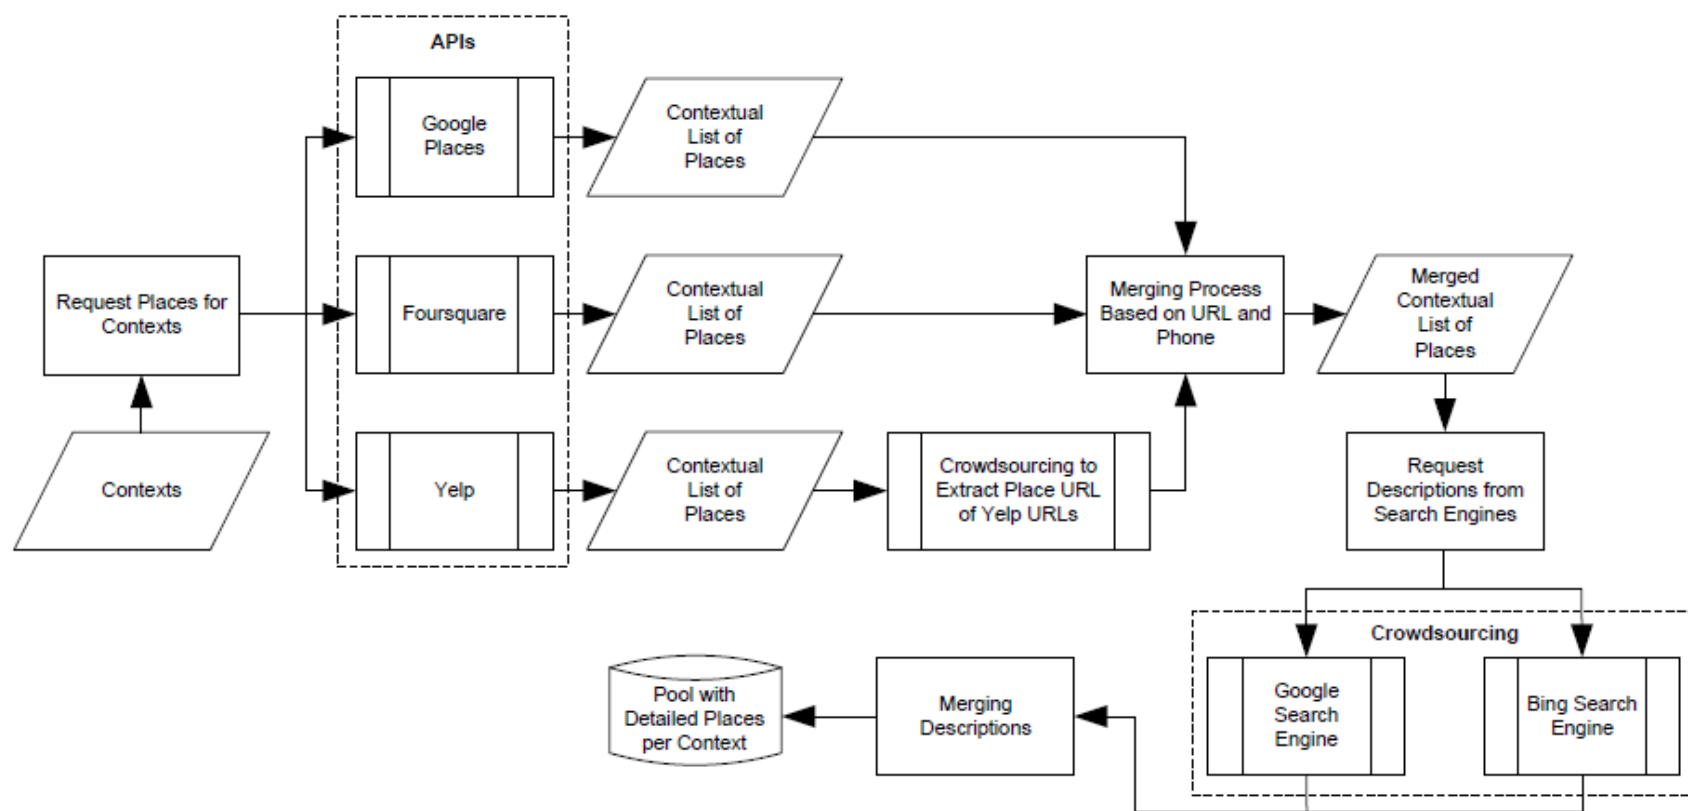 APIs
Google
Places
Contextual
List of
Places
Request Places for
Contexts
Foursquare
Contextual
List of
Places
Merging Process
Based on URL and
Phone
Merged
Contextual
List of
Places
Contexts
Yelp
Contextual
List of
Places
Crowdsourcing to
Extract Place URL
of Yelp URLs
Request
Descriptions from
Search Engines
Crowdsourcing
Google
Search
Engine
Bing Search
Engine
Merging
Descriptions
Pool with
Detailed Places
per Context